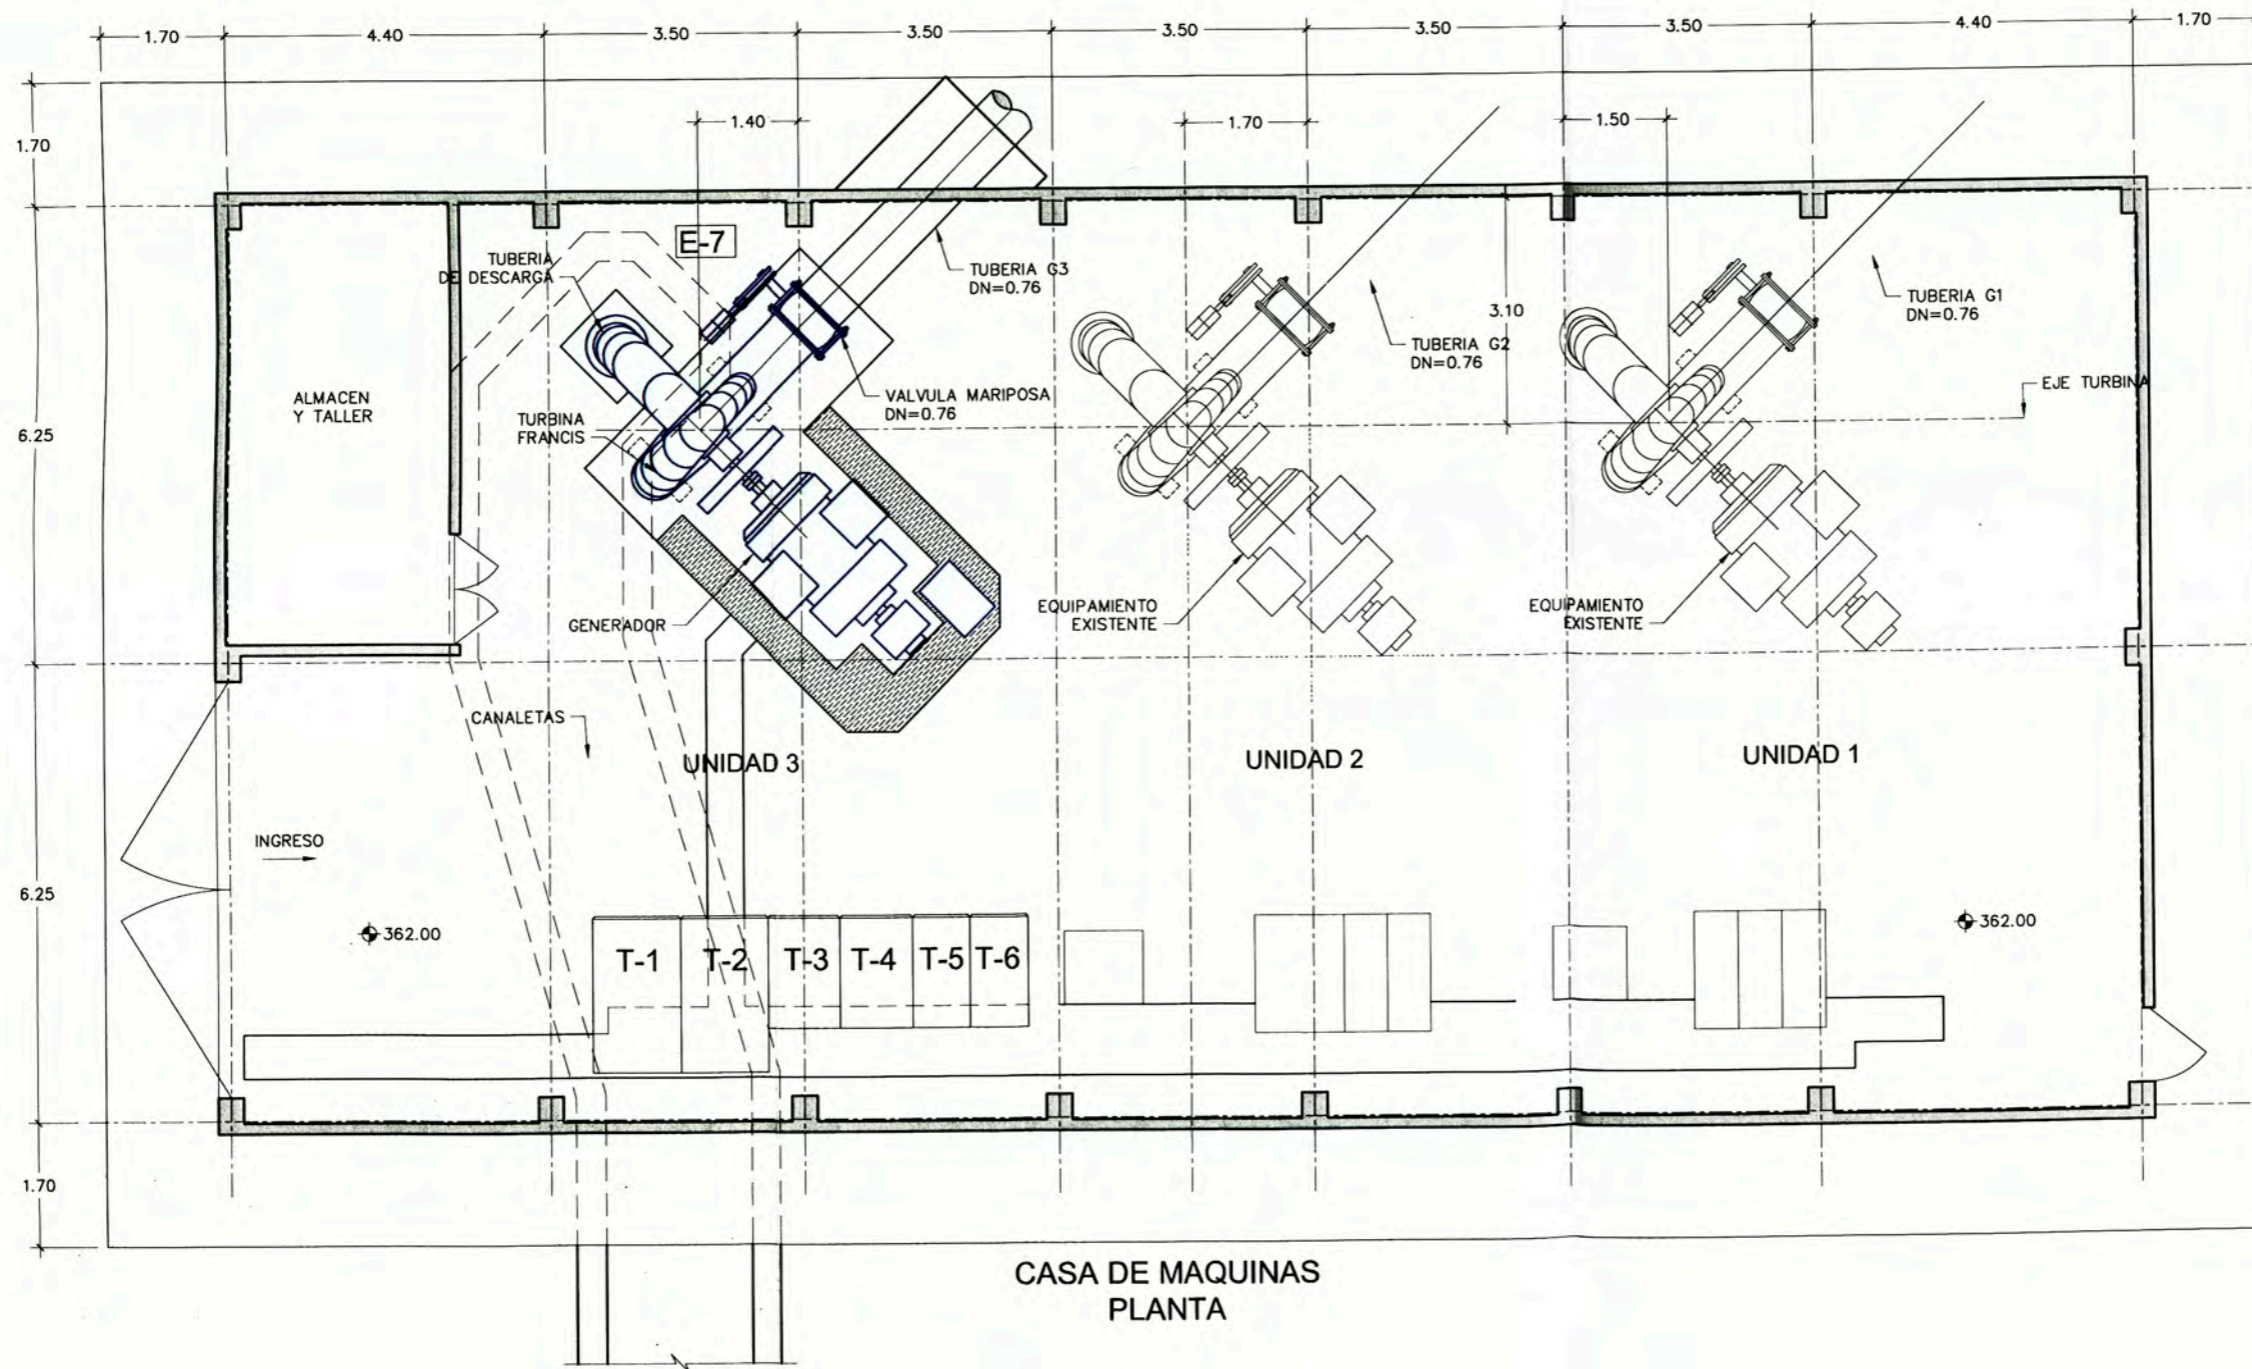 1.70
4.40
3.50
3.50
3.50
3.50
3.50
4.40
1.70
1.70
6.25
6.25
1.70
1.40
1.70
1.50
3.10
E-7
TUBERIA
DE DESCARGA
TUBERIA G3
DN=0.76
TUBERIA G2
DN=0.76
TUBERIA G1
DN=0.76
ALMACEN
Y TALLER
VALVULA MARIPOSA
DN=0.76
EJE TURBINA
TURBINA
FRANCIS
GENERADOR
EQUIPAMIENTO
EXISTENTE
EQUIPAMIENTO
EXISTENTE
CANALETAS
UNIDAD 3
UNIDAD 2
UNIDAD 1
INGRESO
362.00
362.00
T-1
T-2
T-3
T-4
T-5
T-6
CASA DE MAQUINAS
PLANTA